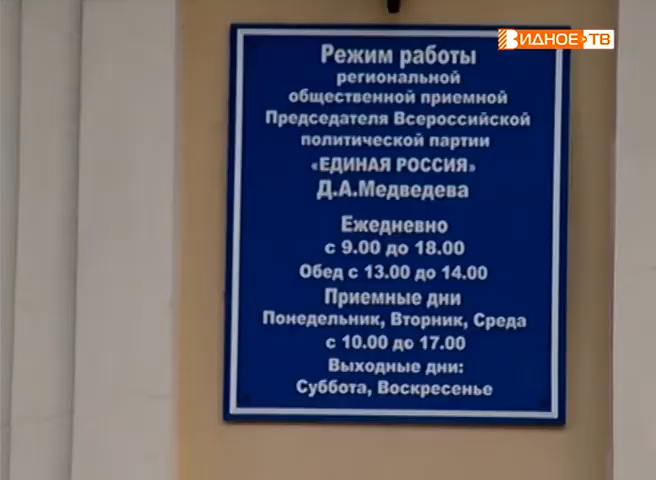 ВИДНОЕ ТВ
Режим работы
региональной
общественной приемной
Председателя Всероссийской
политической партии
«ЕДИНАЯ РОССИЯ»
Д.А.Медведева
Ежедневно
с 9.00 до 18.00
Обед с 13.00 до 14.00
Приемные дни
Понедельник, Вторник, Среда
с 10.00 до 17.00
Выходные дни:
Суббота, Воскресенье